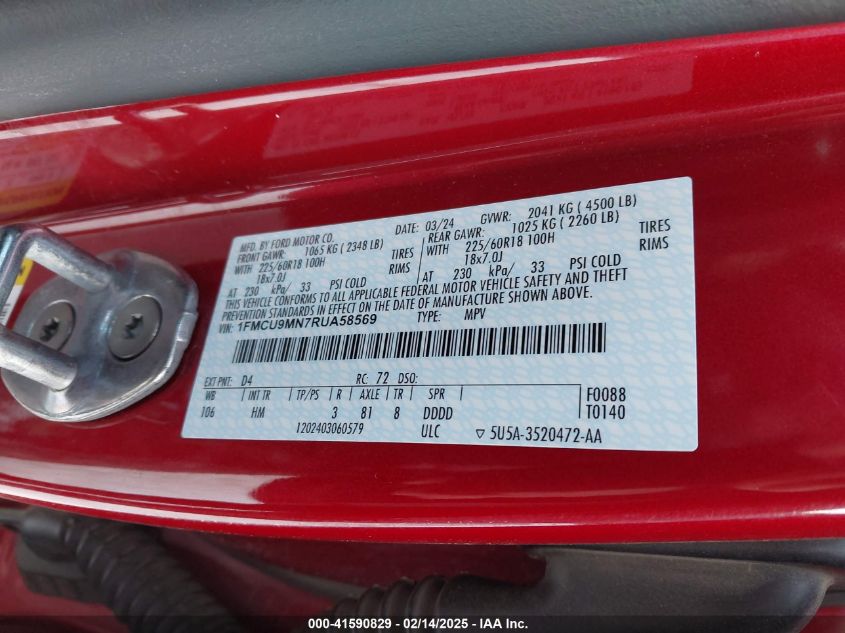 MFD. BY FORD MOTOR CO. DATE: 03/24 GVWR: 2041 KG ( 4500 LB)
FRONT GAWR: 1065 KG ( 2348 LB) REAR GAWR: 1025 KG ( 2260 LB)
WITH 225/60R18 100H TIRES WITH 225/60R18 100H TIRES
18x7.0J RIMS 18x7.0J RIMS
AT 230 kPa/ 33 PSI COLD AT 230 kPa/ 33 PSI COLD
THIS VEHICLE CONFORMS TO ALL APPLICABLE FEDERAL MOTOR VEHICLE SAFETY AND THEFT
PREVENTION STANDARDS IN EFFECT ON THE DATE OF MANUFACTURE SHOWN ABOVE.
VIN: 1FMCU9MN7RUA58569 TYPE: MPV
EXT PNT: D4 RC: 72 DSO:
WB INT TR TP/PS R AXLE TR SPR F0088
106 HM 3 81 8 DDDD T0140
1202403060579 ULC ▽ 5U5A-3520472-AA
000-41590829 - 02/14/2025 - IAA Inc.